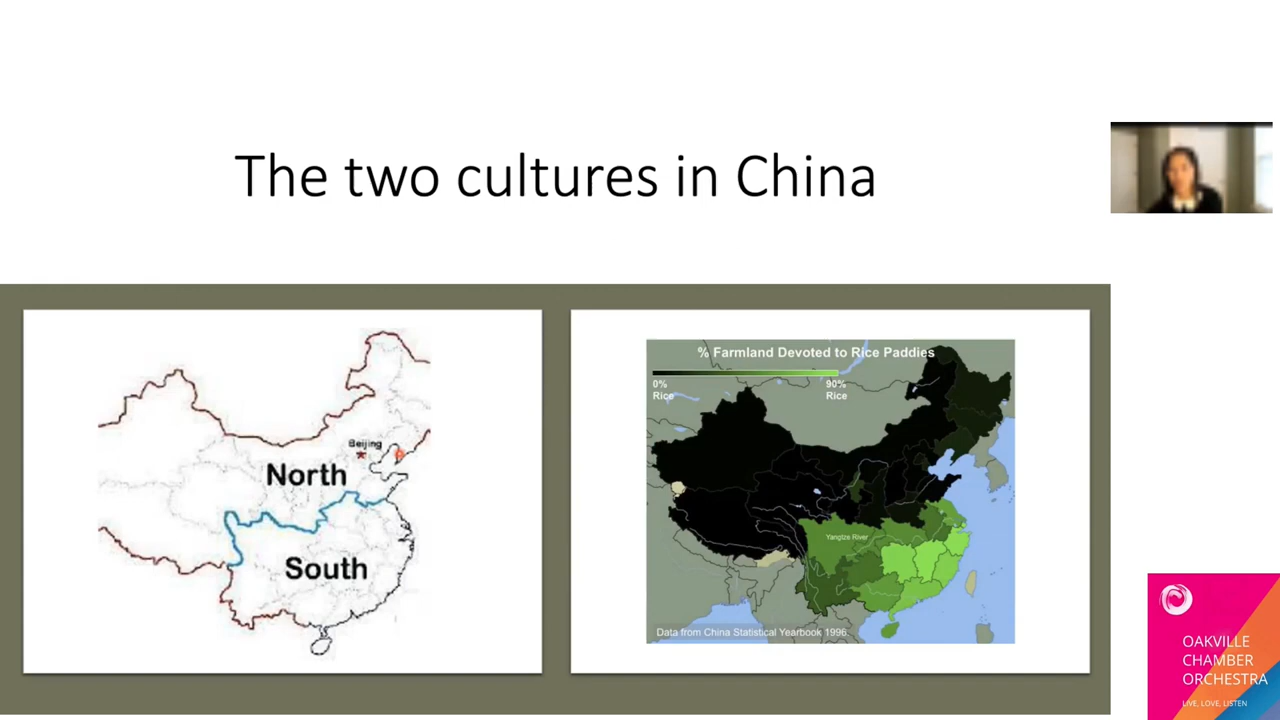 The two cultures in China
Beijing
North
South
% Farmland Devoted to Rice Paddies
0%
Rice
90%
Rice
Yangtze River
Data from China Statistical Yearbook 1996
OAKVILLE
CHAMBER
ORCHESTRA
LIVE, LOVE, LISTEN